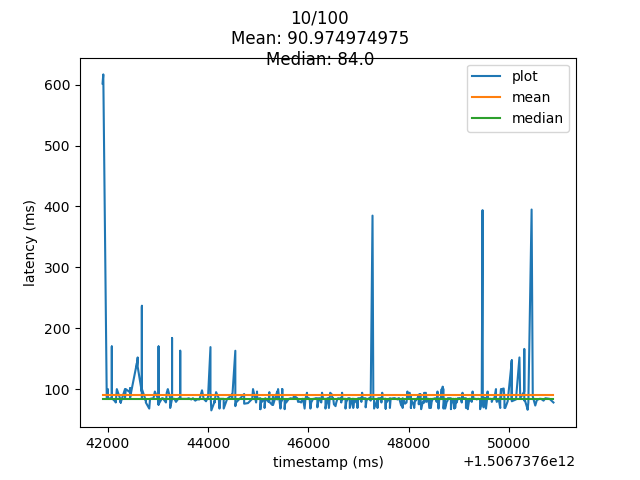 10/100
Mean: 90.974974975
Median: 84.0
plot
mean
median
600
500
400
300
200
100
latency (ms)
42000 44000 46000 48000 50000
timestamp (ms)
+1.5067376e12